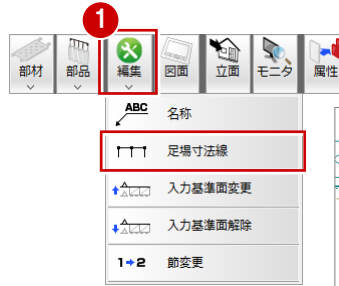 1
部材 部品 編集 図面 立面 モニタ 属性
ABC 名称
足場寸法線
入力基準面変更
入力基準面解除
1→2 節変更